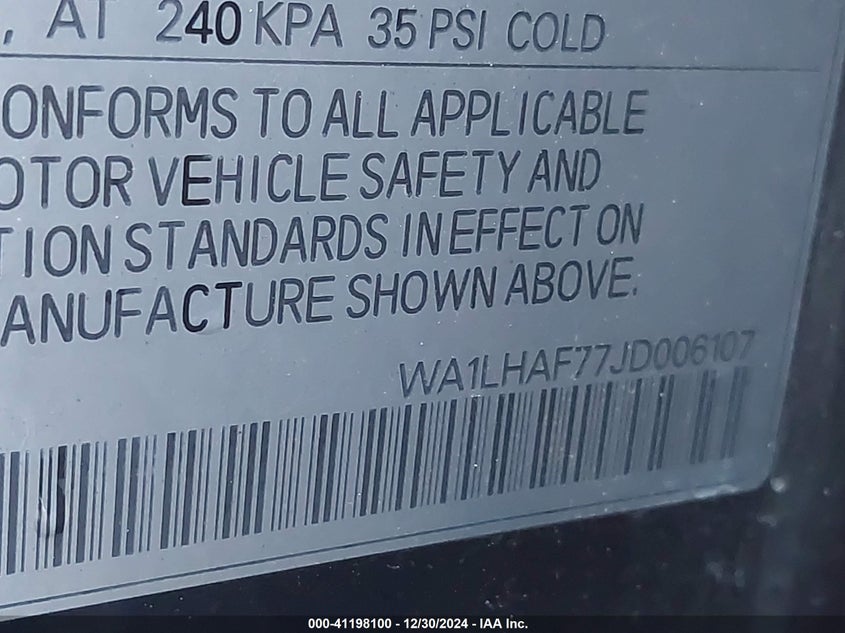 , AT 240 KPA 35 PSI COLD
ONFORMS TO ALL APPLICABLE
OTOR VEHICLE SAFETY AND
TION STANDARDS IN EFFECT ON
ANUFACTURE SHOWN ABOVE.
WA1LHAF77JD006107
000-41198100 - 12/30/2024 - IAA Inc.